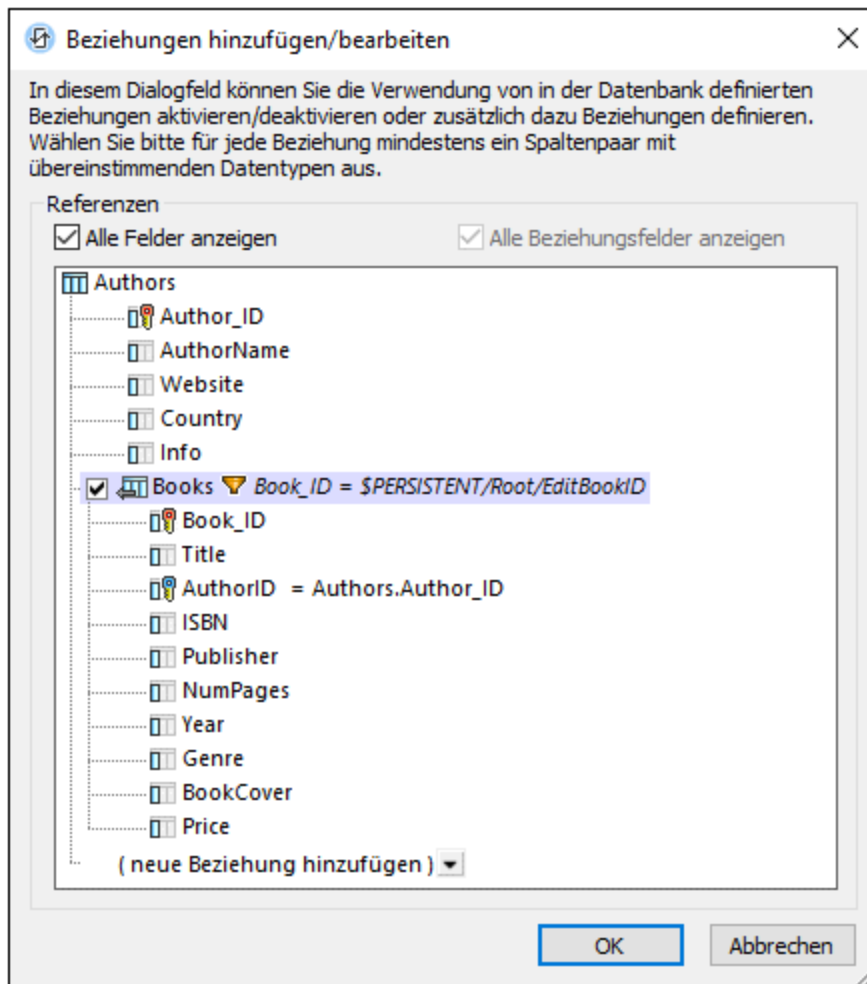 Beziehungen hinzufügen/bearbeiten
In diesem Dialogfeld können Sie die Verwendung von in der Datenbank definierten
Beziehungen aktivieren/deaktivieren oder zusätzlich dazu Beziehungen definieren.
Wählen Sie bitte für jede Beziehung mindestens ein Spaltenpaar mit
übereinstimmenden Datentypen aus.
Referenzen
Alle Felder anzeigen Alle Beziehungsfelder anzeigen
Authors
Author_ID
AuthorName
Website
Country
Info
Books Book_ID = $PERSISTENT/Root/EditBookID
Book_ID
Title
AuthorID = Authors.Author_ID
ISBN
Publisher
NumPages
Year
Genre
BookCover
Price
( neue Beziehung hinzufügen )
OK Abbrechen